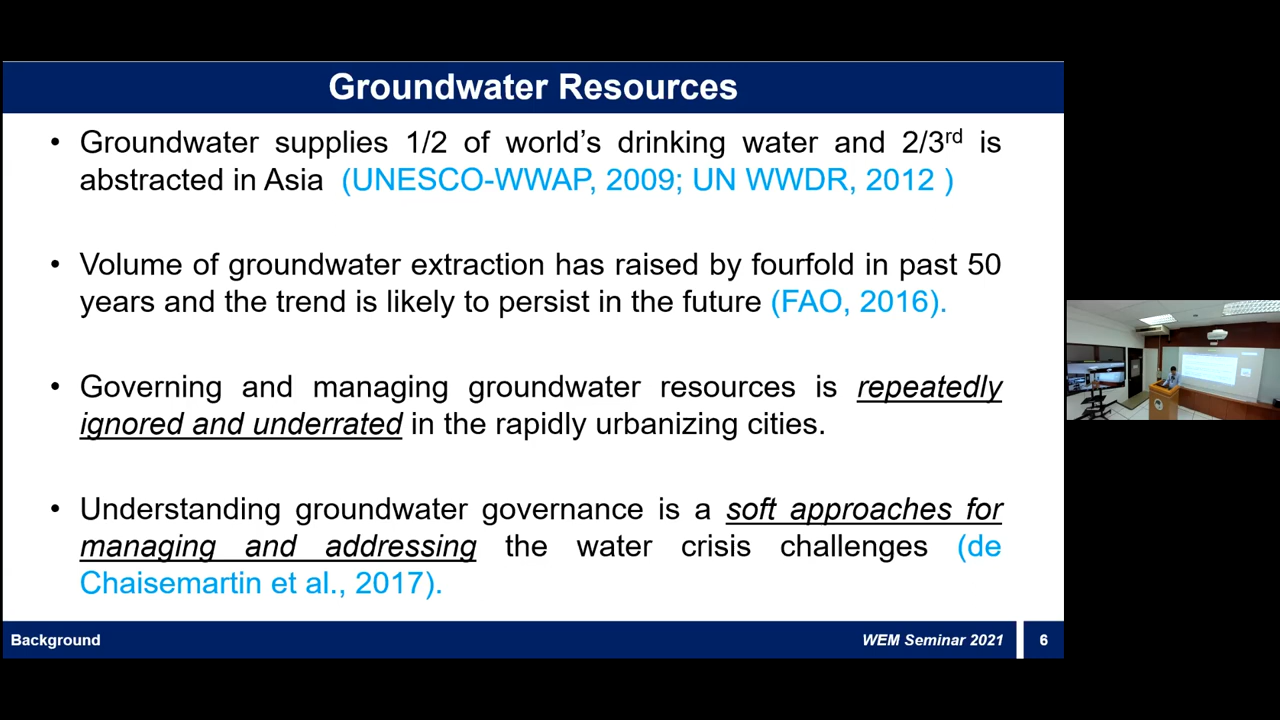 Groundwater Resources
• Groundwater supplies 1/2 of world's drinking water and 2/3rd is
abstracted in Asia (UNESCO-WWAP, 2009; UN WWDR, 2012 )
• Volume of groundwater extraction has raised by fourfold in past 50
years and the trend is likely to persist in the future (FAO, 2016).
• Governing and managing groundwater resources is repeatedly
ignored and underrated in the rapidly urbanizing cities.
• Understanding groundwater governance is a soft approaches for
managing and addressing the water crisis challenges (de
Chaisemartin et al., 2017).
Background
WEM Seminar 2021
6